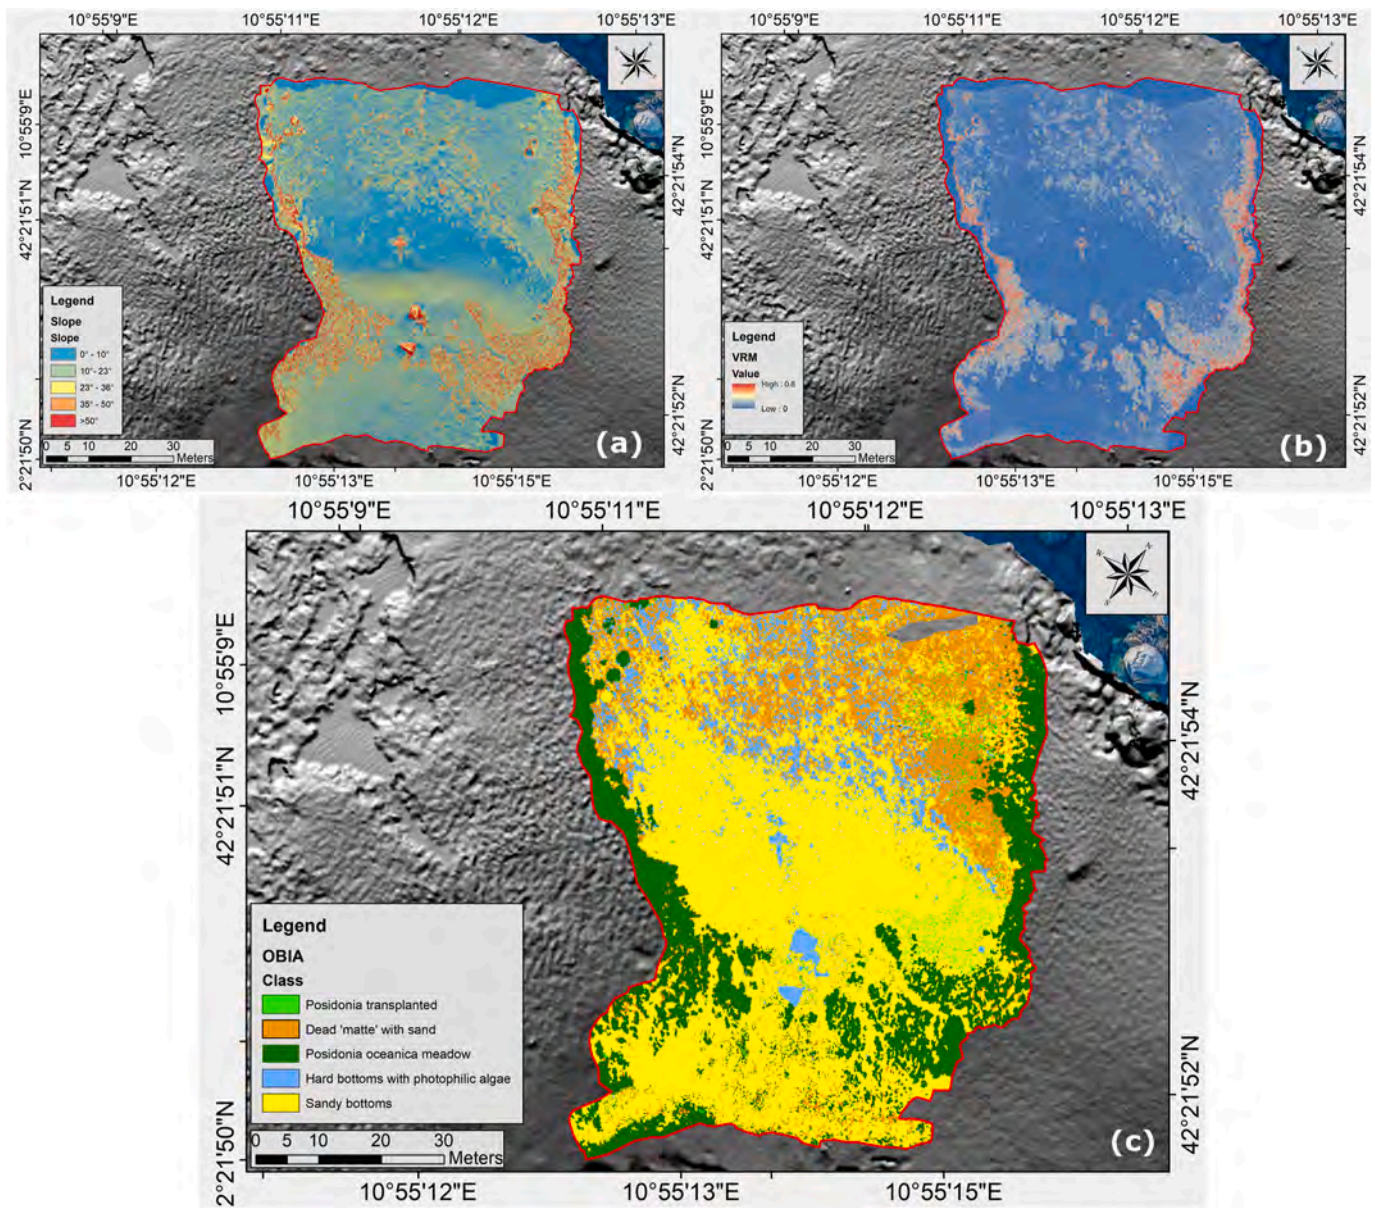 10°55'9"E 10°55'11"E 10°55'12"E 10°55'13"E
10°55'9"E
42°21'51"N
2°21'50"N
42°21'54"N
42°21'52"N
Legend
Slope
Slope
0° - 10°
10°- 23°
23° - 36°
35° - 50°
>50°
0 5 10 20 30
Meters
(a)
10°55'12"E 10°55'13"E 10°55'15"E
10°55'9"E 10°55'11"E 10°55'12"E 10°55'13"E
10°55'9"E
42°21'51"N
2°21'50"N
42°21'54"N
42°21'52"N
Legend
VRM
Value
High : 0.6
Low : 0
0 5 10 20 30
Meters
(b)
10°55'12"E 10°55'13"E 10°55'15"E
10°55'9"E 10°55'11"E 10°55'12"E 10°55'13"E
N
W
E
S
10°55'9"E
42°21'51"N
2°21'50"N
42°21'54"N
42°21'52"N
Legend
OBIA
Class
Posidonia transplanted
Dead 'matte' with sand
Posidonia oceanica meadow
Hard bottoms with photophilic algae
Sandy bottoms
0 5 10 20 30
Meters
(c)
10°55'12"E 10°55'13"E 10°55'15"E